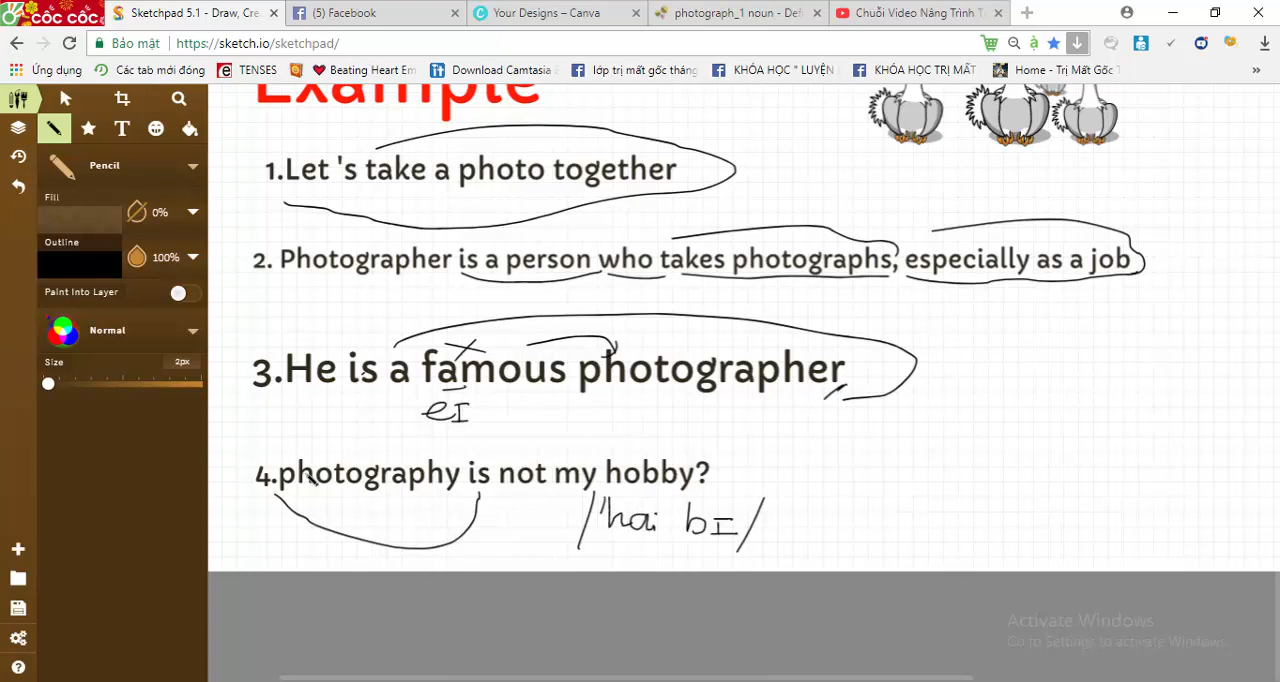 CỐC CỐC
Sketchpad 5.1 - Draw, Crea
(5) Facebook
Your Designes – Canva
photograph_1 noun - Def
Chuỗi Video Nâng Trình T
Bảo mật
https://sketch.io/sketchpad/
Ứng dụng
Các tab mới đóng
TENSES
Beating Heart Em
Download Camtasia
lớp trị mất gốc tháng
KHÓA HỌC " LUYỆN
KHÓA HỌC TRỊ MẤT
Home - Trị Mất Gốc T
Pencil
Fill
0%
Outline
100%
Paint Into Layer
Normal
Size
2px
Example
1.Let 's take a photo together
2. Photographer is a person who takes photographs, especially as a job
3.He is a famous photographer
eI
4.photography is not my hobby?
/'hai bI/
Activate Windows
Go to Settings to activate Windows.